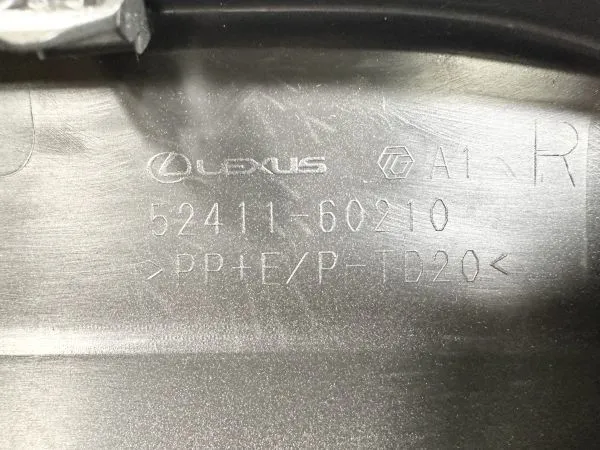 LEXUS A1 R
52411-60210
>PP+E/P-TD20<